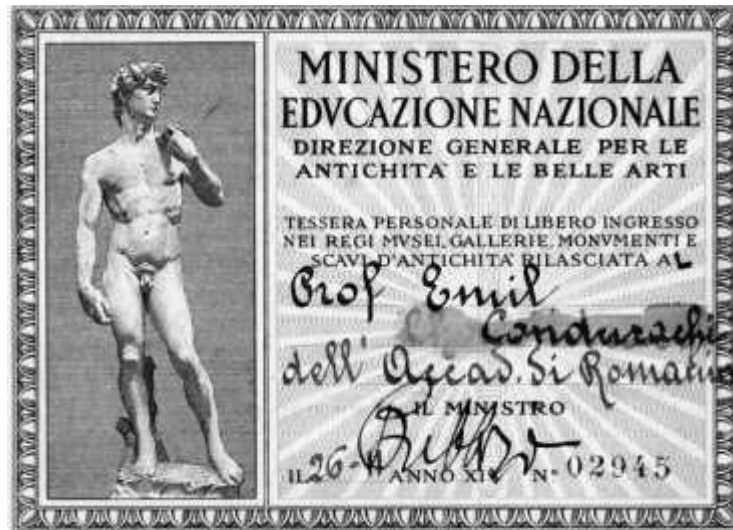 MINISTERO DELLA
EDVCAZIONE NAZIONALE
DIREZIONE GENERALE PER LE
ANTICHITA E LE BELLE ARTI
TESSERA PERSONALE DI LIBERO INGRESSO
NEI REGI MVSEI, GALLERIE, MONVMENTI E
SCAVI D'ANTICHITA RILASCIATA AL
Prof Emil
Condurachi
dell' Accad. di
IL MINISTRO
IL 26- ANNO N° 02945